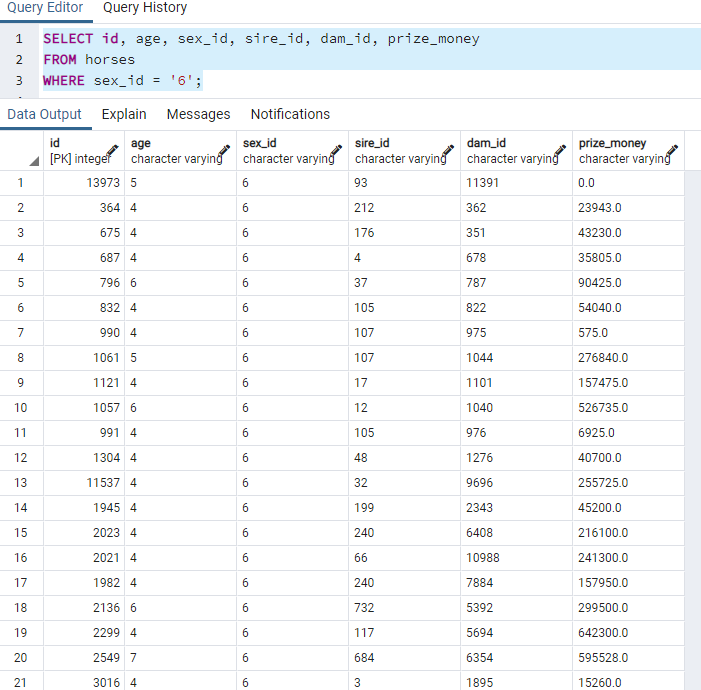 Query Editor Query History
1 SELECT id, age, sex_id, sire_id, dam_id, prize_money
2 FROM horses
3 WHERE sex_id = '6';
Data Output Explain Messages Notifications
id age sex_id sire_id dam_id prize_money
[PK] integer character varying character varying character varying character varying character varying
1 13973 5 6 93 11391 0.0
2 364 4 6 212 362 23943.0
3 675 4 6 176 351 43230.0
4 687 4 6 4 678 35805.0
5 796 6 6 37 787 90425.0
6 832 4 6 105 822 54040.0
7 990 4 6 107 975 575.0
8 1061 5 6 107 1044 276840.0
9 1121 4 6 17 1101 157475.0
10 1057 6 6 12 1040 526735.0
11 991 4 6 105 976 6925.0
12 1304 4 6 48 1276 40700.0
13 11537 4 6 32 9696 255725.0
14 1945 4 6 199 2343 45200.0
15 2023 4 6 240 6408 216100.0
16 2021 4 6 66 10988 241300.0
17 1982 4 6 240 7884 157950.0
18 2136 6 6 732 5392 299500.0
19 2299 4 6 117 5694 642300.0
20 2549 7 6 684 6354 595528.0
21 3016 4 6 3 1895 15260.0